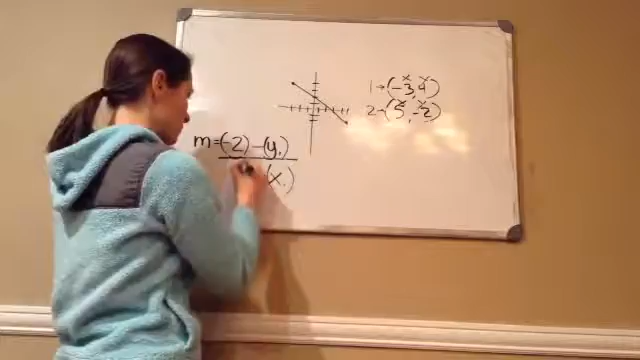 x y
1→(-3,4)
x y
2→(5,-2)
m=(-2)-(y₁)
(x₁)